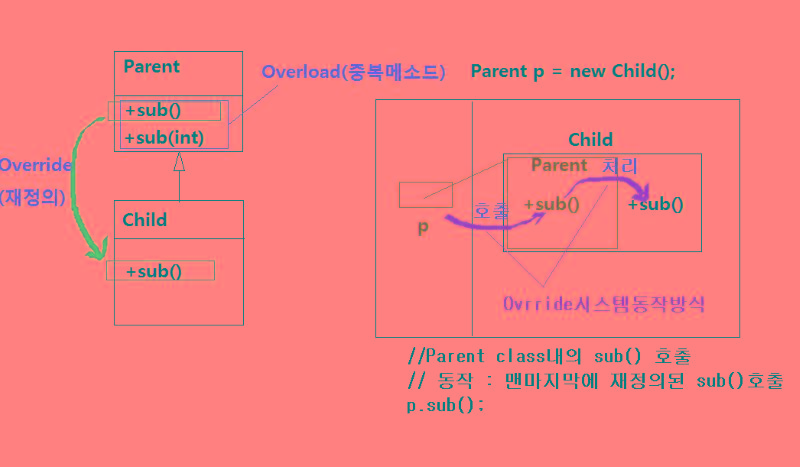 Parent
+sub()
+sub(int)
Overload(중복메소드)
Override
(재정의)
Child
+sub()
Parent p = new Child();
Child
Parent
처리
+sub()
+sub()
호출
p
Ovrride시스템동작방식
//Parent class내의 sub() 호출
// 동작 : 맨마지막에 재정의된 sub()호출
p.sub();